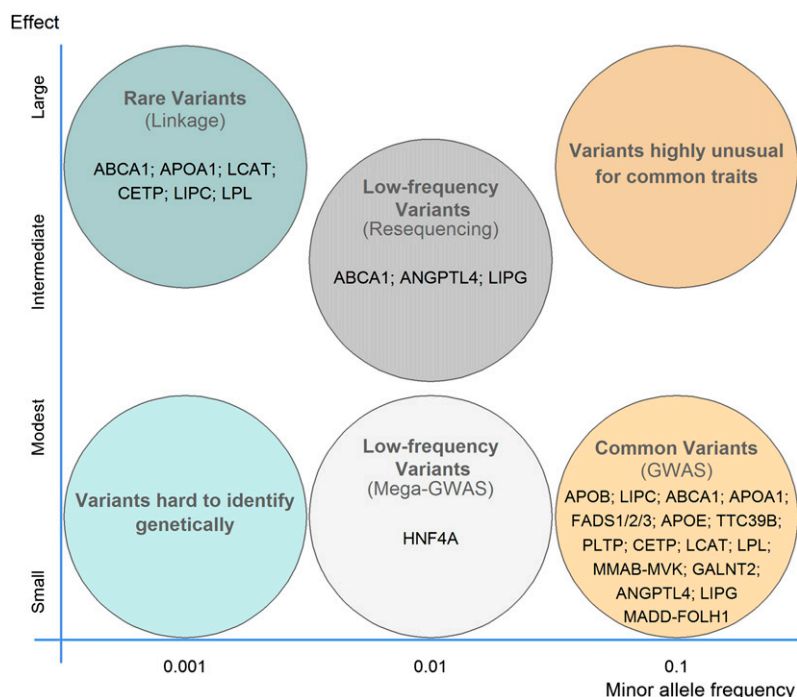 Effect
Large
Intermediate
Modest
Small
Rare Variants
(Linkage)
ABCA1; APOA1; LCAT;
CETP; LIPC; LPL
Low-frequency
Variants
(Resequencing)
ABCA1; ANGPTL4; LIPG
Variants highly unusual
for common traits
Variants hard to identify
genetically
Low-frequency
Variants
(Mega-GWAS)
HNF4A
Common Variants
(GWAS)
APOB; LIPC; ABCA1; APOA1;
FADS1/2/3; APOE; TTC39B;
PLTP; CETP; LCAT; LPL;
MMAB-MVK; GALNT2;
ANGPTL4; LIPG
MADD-FOLH1
0.001
0.01
0.1
Minor allele frequency